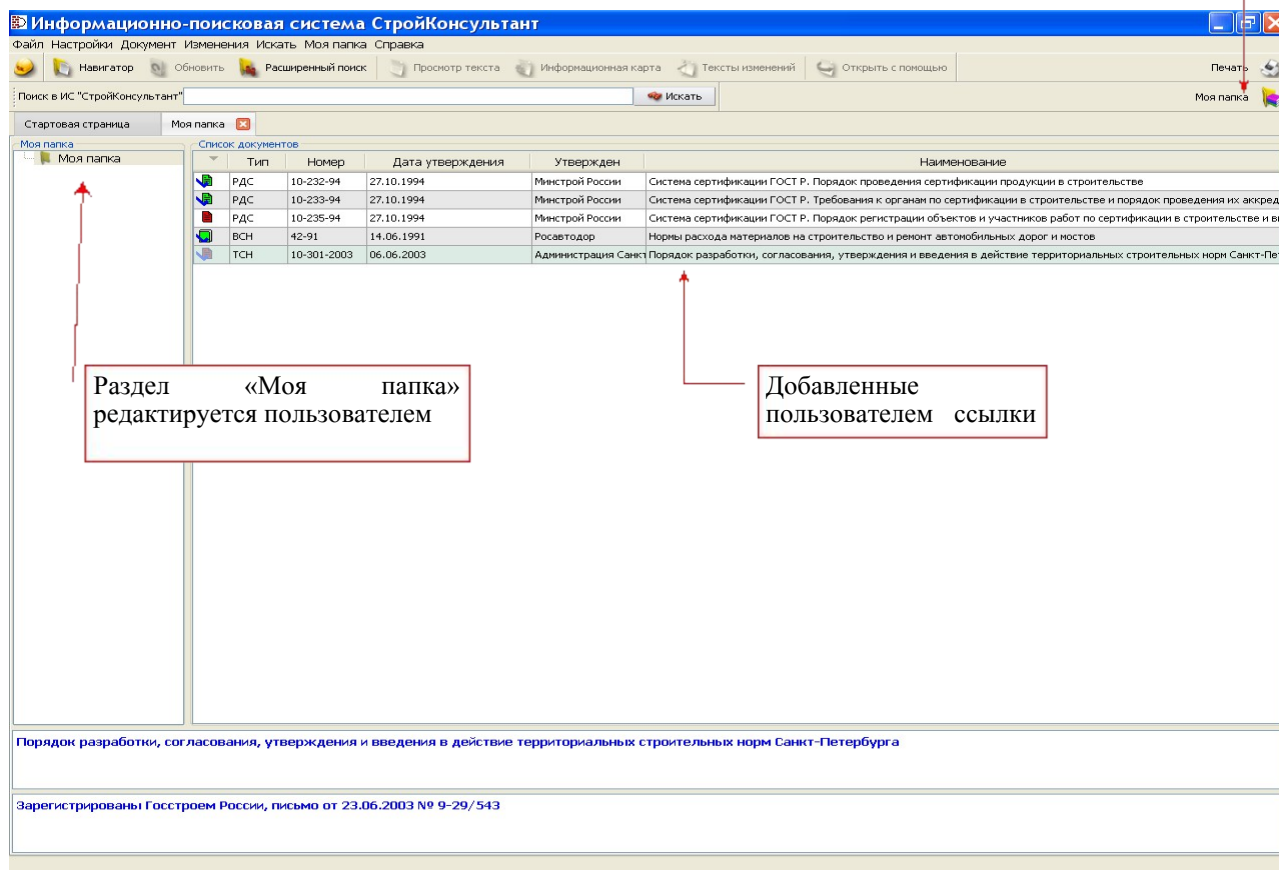 Информационно-поисковая система СтройКонсультант
Файл Настройки Документ Изменения Искать Моя папка Справка
Навигатор Обновить Расширенный поиск Просмотр текста Информационная карта Тексты изменений Открыть с помощью Печать
Поиск в ИС "СтройКонсультант" Искать Моя папка
Стартовая страница Моя папка
Моя папка Список документов
Моя папка
Тип Номер Дата утверждения Утвержден Наименование
РДС 10-232-94 27.10.1994 Минстрой России Система сертификации ГОСТ Р. Порядок проведения сертификации продукции в строительстве
РДС 10-233-94 27.10.1994 Минстрой России Система сертификации ГОСТ Р. Требования к органам по сертификации в строительстве и порядок проведения их аккред
РДС 10-235-94 27.10.1994 Минстрой России Система сертификации ГОСТ Р. Порядок регистрации объектов и участников работ по сертификации в строительстве и в
ВСН 42-91 14.06.1991 Росавтодор Нормы расхода материалов на строительство и ремонт автомобильных дорог и мостов
ТСН 10-301-2003 06.06.2003 Администрация Санкт Порядок разработки, согласования, утверждения и введения в действие территориальных строительных норм Санкт-Пе
Раздел «Моя папка»
редактируется пользователем
Добавленные
пользователем ссылки
Порядок разработки, согласования, утверждения и введения в действие территориальных строительных норм Санкт-Петербурга
Зарегистрированы Госстроем России, письмо от 23.06.2003 № 9-29/543